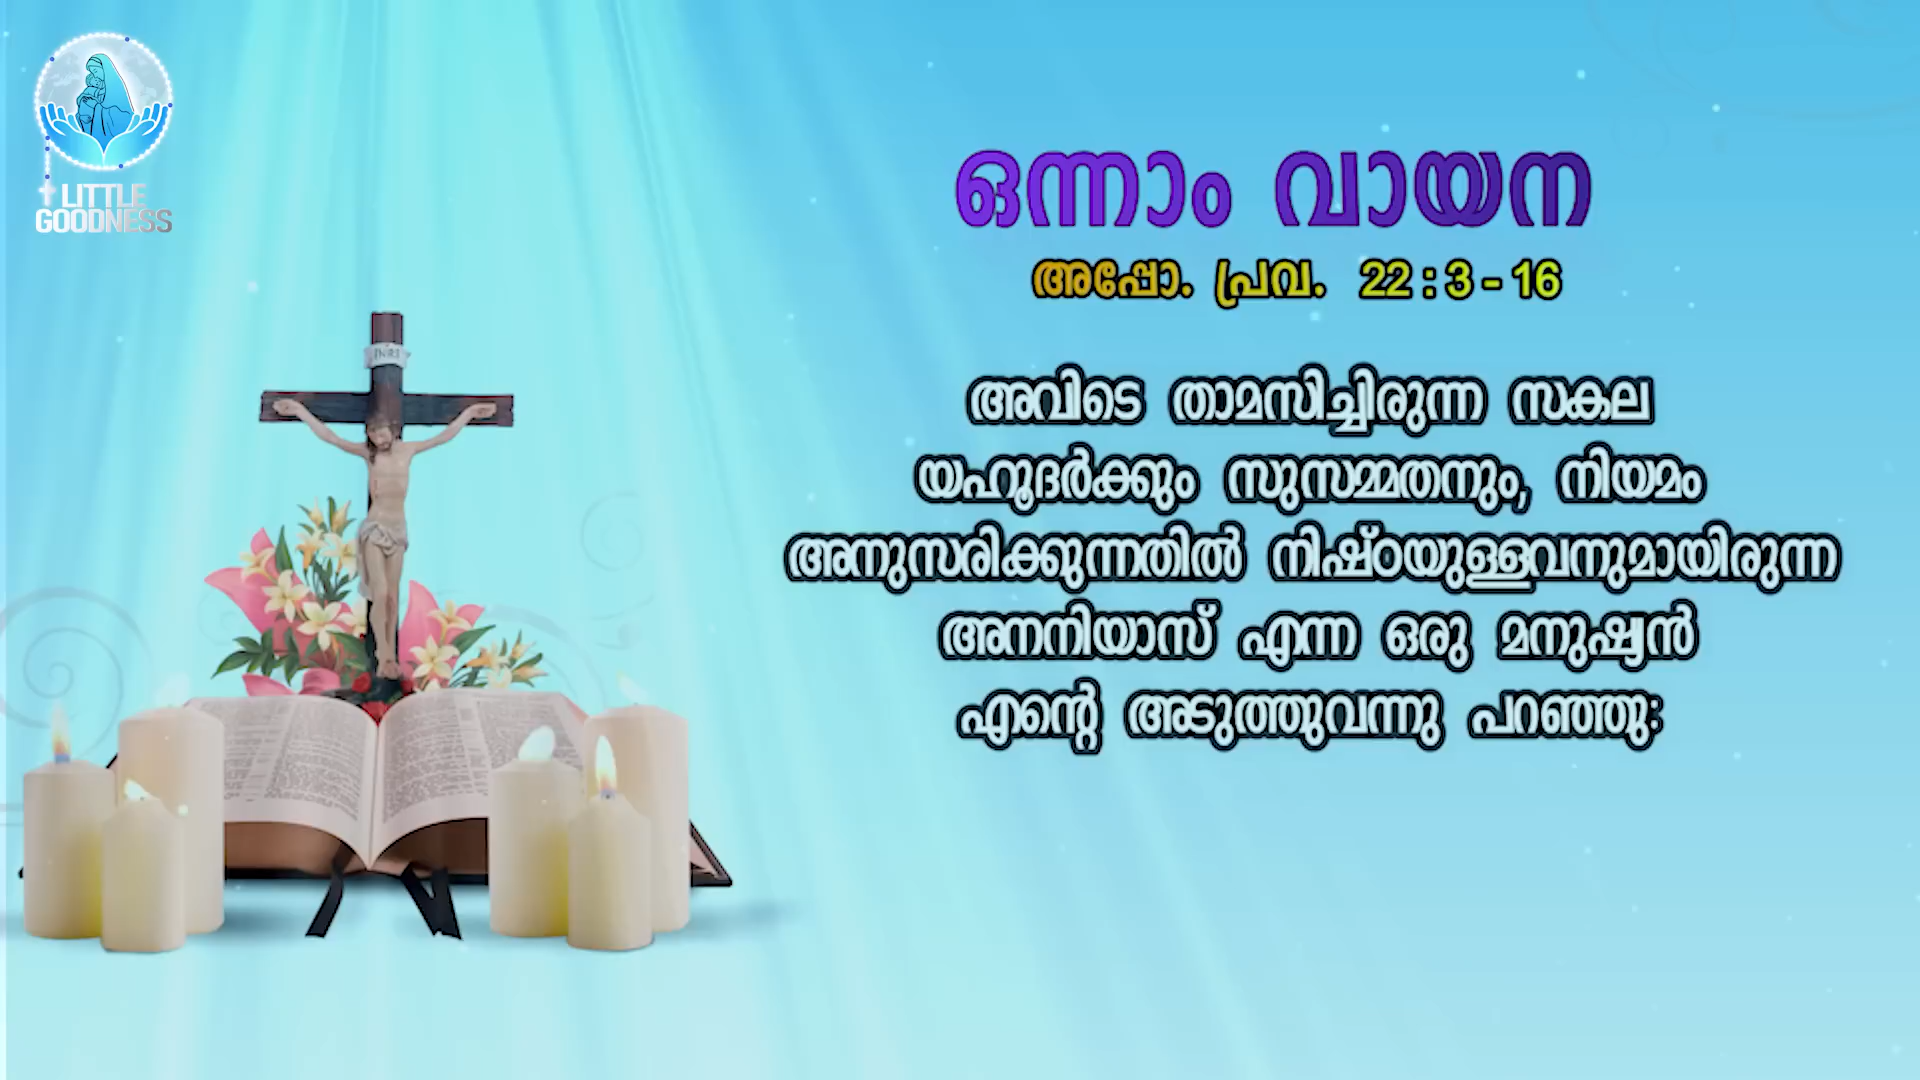 LITTLE
GOODNESS
ഒന്നാം വായന
അപ്പോ. പ്രവ. 22 : 3 - 16
INRI
അവിടെ താമസിച്ചിരുന്ന സകല
യഹൂദർക്കും സുസമ്മതനും, നിയമം
അനുസരിക്കുന്നതിൽ നിഷ്ഠയുള്ളവനുമായിരുന്ന
അനനിയാസ് എന്ന ഒരു മനുഷ്യൻ
എന്റെ അടുത്തുവന്നു പറഞ്ഞു: